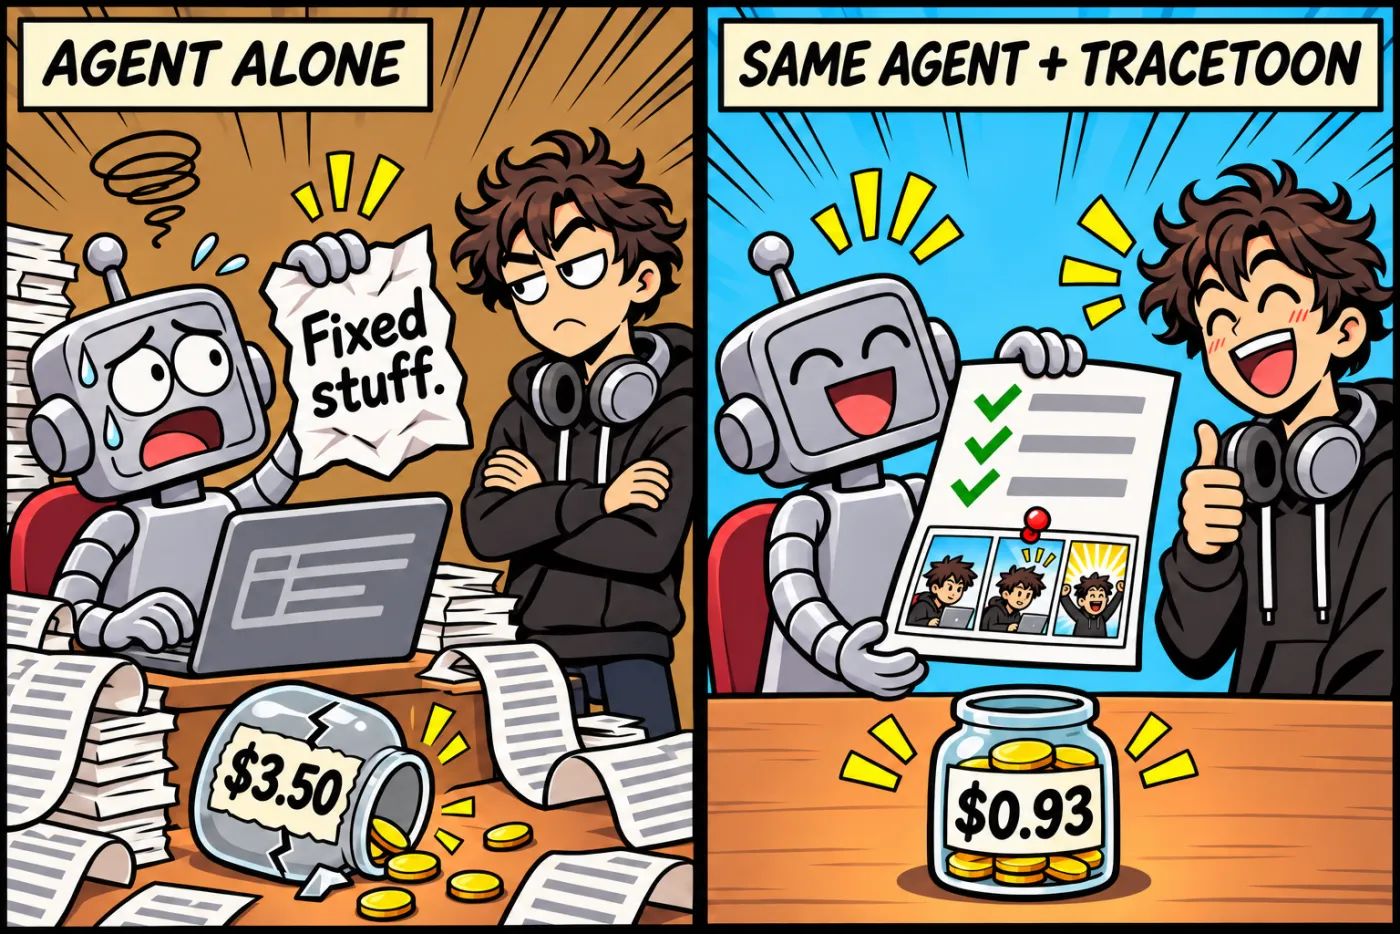 AGENT ALONE
Fixed
stuff.
$3.50
SAME AGENT + TRACETOON
$0.93